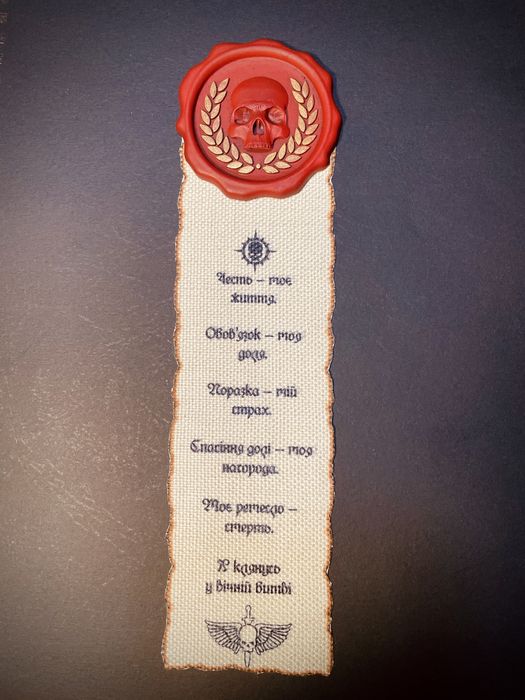 Честь – моє
життя.
Обов'язок – моя
доля.
Поразка – мій
страх.
Спасіння долі – моя
нагорода.
Моє ремесло –
смерть.
Я клянусь
у вічній битві